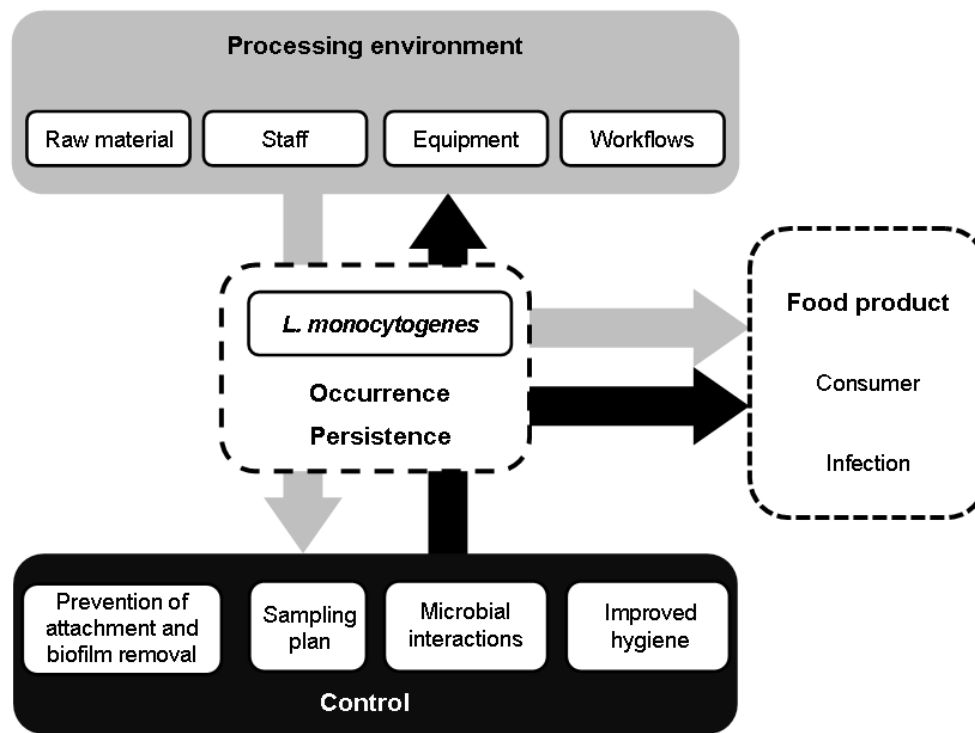 Processing environment
Raw material
Staff
Equipment
Workflows
L. monocytogenes
Occurrence
Persistence
Food product
Consumer
Infection
Prevention of
attachment and
biofilm removal
Sampling
plan
Microbial
interactions
Improved
hygiene
Control